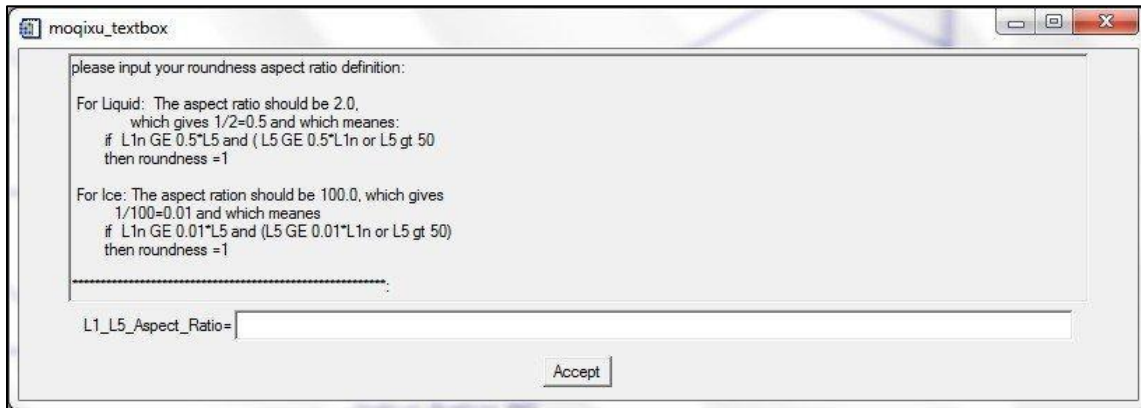 moqixu_textbox
please input your roundness aspect ratio definition:
For Liquid: The aspect ratio should be 2.0,
which gives 1/2=0.5 and which meanes:
if L1n GE 0.5*L5 and ( L5 GE 0.5*L1n or L5 gt 50
then roundness =1
For Ice: The aspect ration should be 100.0, which gives
1/100=0.01 and which meanes
if L1n GE 0.01*L5 and (L5 GE 0.01*L1n or L5 gt 50)
then roundness =1
************************************************************:
L1_L5_Aspect_Ratio=
Accept